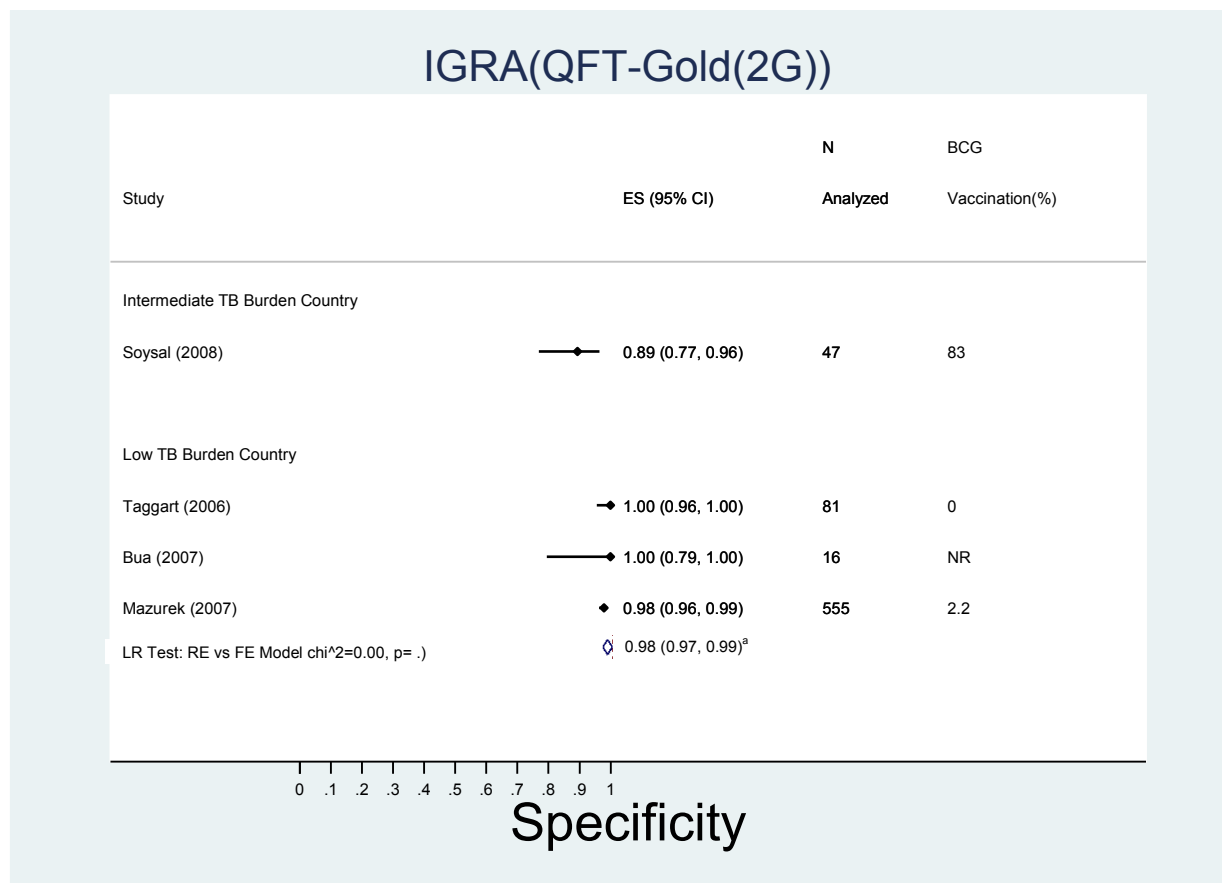 IGRA(QFT-Gold(2G))
N BCG
Study ES (95% CI) Analyzed Vaccination(%)
Intermediate TB Burden Country
Soysal (2008) 0.89 (0.77, 0.96) 47 83
Low TB Burden Country
Taggart (2006) 1.00 (0.96, 1.00) 81 0
Bua (2007) 1.00 (0.79, 1.00) 16 NR
Mazurek (2007) 0.98 (0.96, 0.99) 555 2.2
LR Test: RE vs FE Model chi^2=0.00, p= .) 0.98 (0.97, 0.99)ª
0 .1 .2 .3 .4 .5 .6 .7 .8 .9 1
Specificity